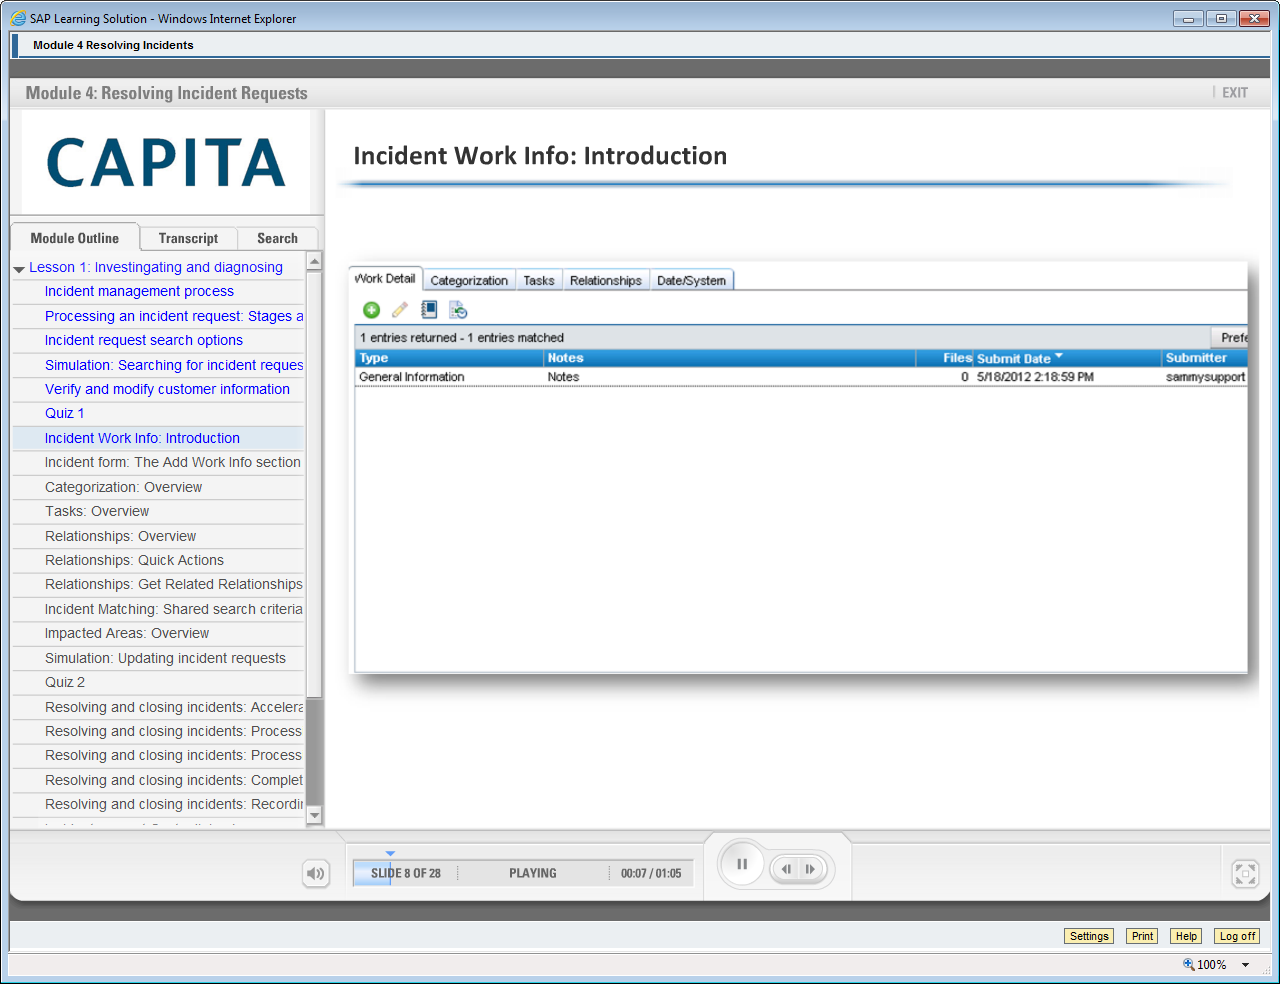 SAP Learning Solution - Windows Internet Explorer
Module 4 Resolving Incidents
Module 4: Resolving Incident Requests
EXIT
CAPITA
Module Outline
Transcript
Search
Lesson 1: Investingating and diagnosing
Incident management process
Processing an incident request: Stages a
Incident request search options
Simulation: Searching for incident reques
Verify and modify customer information
Quiz 1
Incident Work Info: Introduction
Incident form: The Add Work Info section
Categorization: Overview
Tasks: Overview
Relationships: Overview
Relationships: Quick Actions
Relationships: Get Related Relationships
Incident Matching: Shared search criteria
Impacted Areas: Overview
Simulation: Updating incident requests
Quiz 2
Resolving and closing incidents: Accelera
Resolving and closing incidents: Process
Resolving and closing incidents: Process
Resolving and closing incidents: Complet
Resolving and closing incidents: Recordin
Incident Work Info: Introduction
Work Detail
Categorization
Tasks
Relationships
Date/System
1 entries returned - 1 entries matched
Prefe
Type Notes Files Submit Date Submitter
General Information Notes 0 5/18/2012 2:18:59 PM sammysupport
SLIDE 8 OF 28
PLAYING
00:07 / 01:05
Settings
Print
Help
Log off
100%